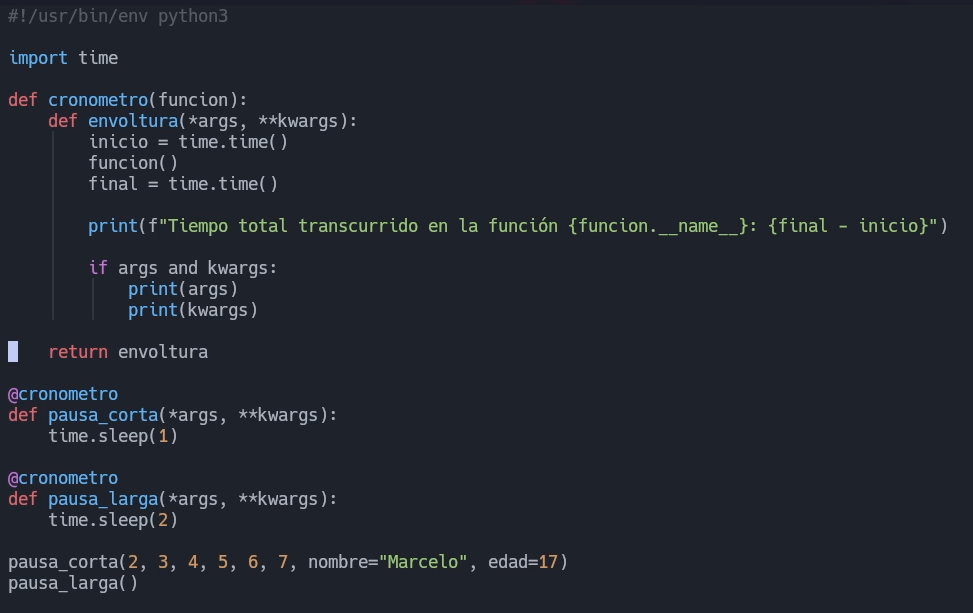 #!/usr/bin/env python3
import time
def cronometro(funcion):
    def envoltura(*args, **kwargs):
        inicio = time.time()
        funcion()
        final = time.time()
        print(f"Tiempo total transcurrido en la función {funcion.__name__}: {final - inicio}")
        if args and kwargs:
            print(args)
            print(kwargs)
    return envoltura
@cronometro
def pausa_corta(*args, **kwargs):
    time.sleep(1)
@cronometro
def pausa_larga(*args, **kwargs):
    time.sleep(2)
pausa_corta(2, 3, 4, 5, 6, 7, nombre="Marcelo", edad=17)
pausa_larga()